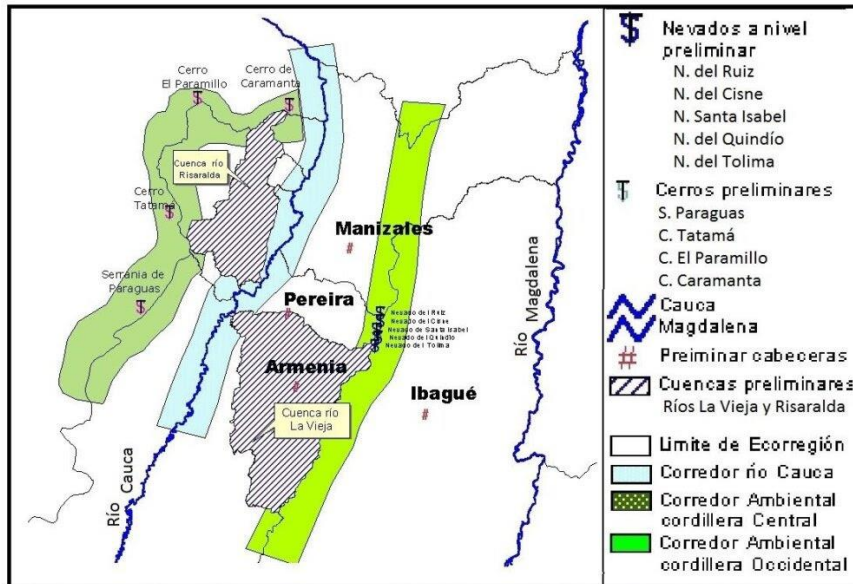 Cerro
El Paramillo
Cerro de
Caramanta
Cuenca río
Risaralda
Cerro
Tatamá
Serranía de
Paraguas
Manizales
Pereira
Armenia
Ibagué
Nevado del Ruiz
Nevado del Cisne
Nevado de Santa Isabel
Nevado del Quindío
Nevado del Tolima
Cuenca río
La Vieja
Río Cauca
Río Magdalena
Nevados a nivel
preliminar
N. del Ruiz
N. del Cisne
N. Santa Isabel
N. del Quindío
N. del Tolima
Cerros preliminares
S. Paraguas
C. Tatamá
C. El Paramillo
C. Caramanta
Cauca
Magdalena
Preiminar cabeceras
Cuencas preliminares
Ríos La Vieja y Risaralda
Limite de Ecorregión
Corredor río Cauca
Corredor Ambiental
cordillera Central
Corredor Ambiental
cordillera Occidental